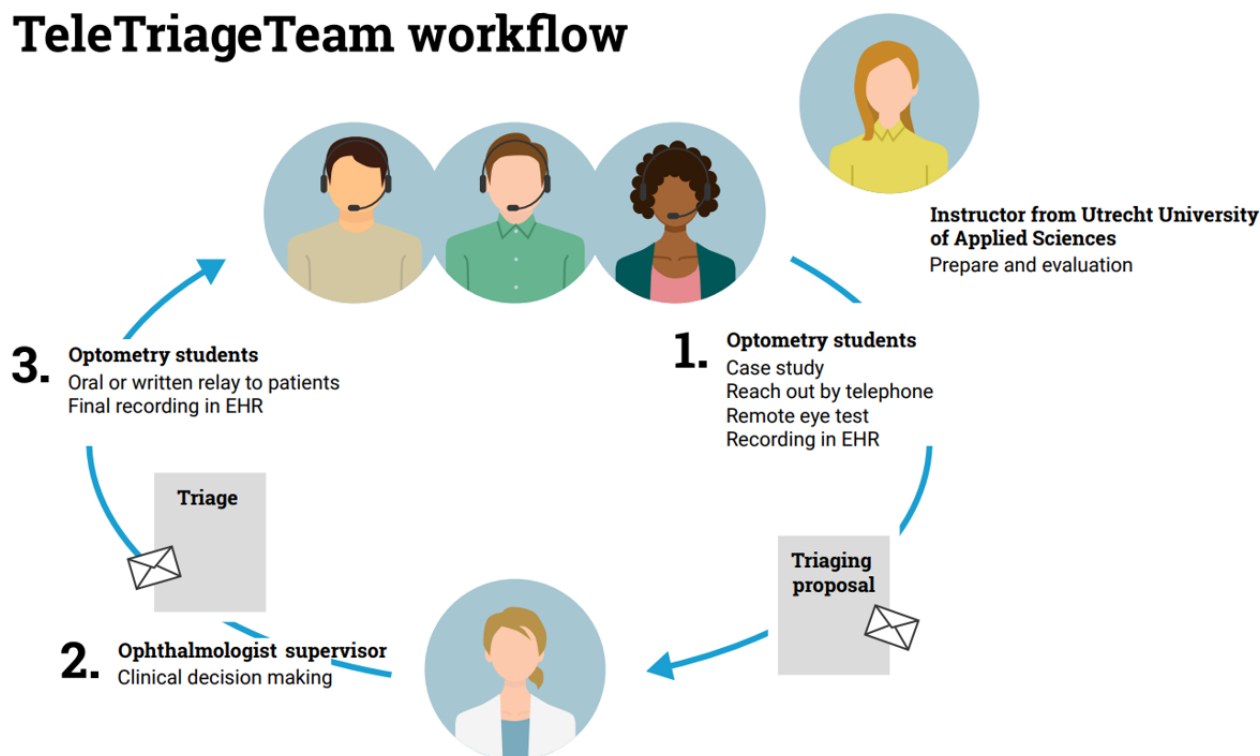 TeleTriageTeam workflow
Instructor from Utrecht University
of Applied Sciences
Prepare and evaluation
1.
Optometry students
Case study
Reach out by telephone
Remote eye test
Recording in EHR
Triaging
proposal
2.
Ophthalmologist supervisor
Clinical decision making
Triage
3.
Optometry students
Oral or written relay to patients
Final recording in EHR